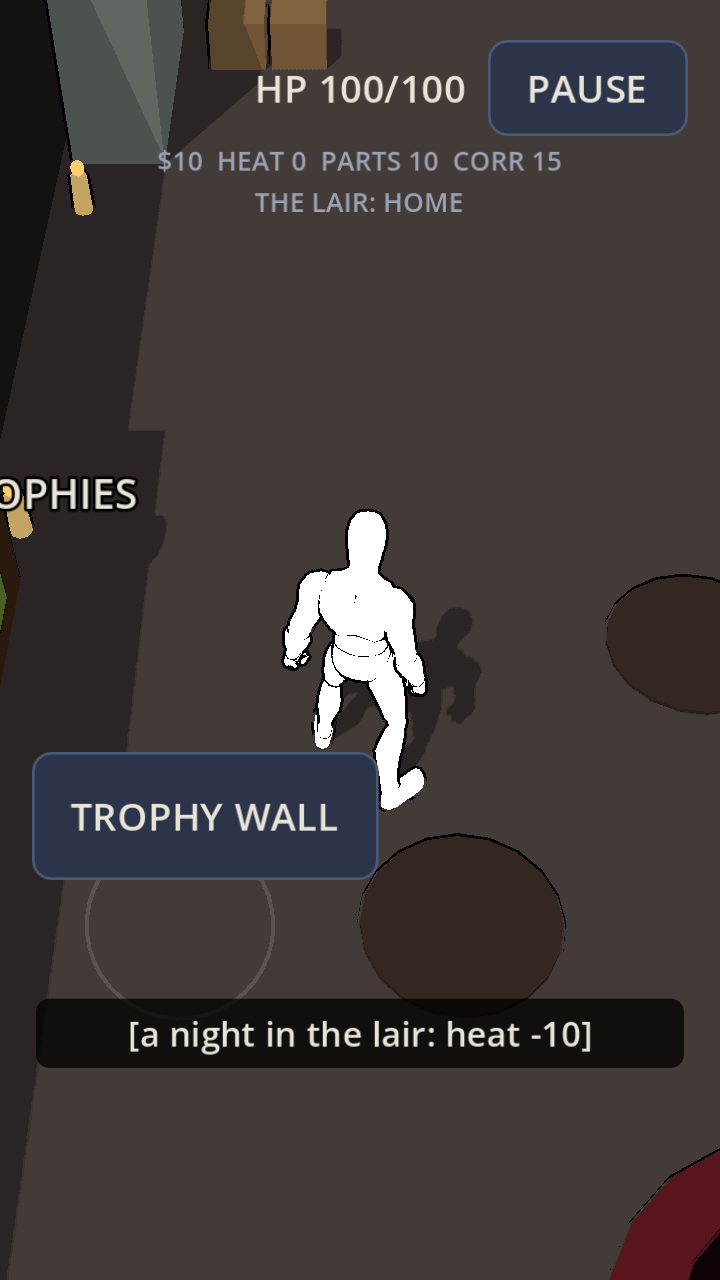 HP 100/100
PAUSE
$10 HEAT 0 PARTS 10 CORR 15
THE LAIR: HOME
OPHIES
TROPHY WALL
[a night in the lair: heat -10]